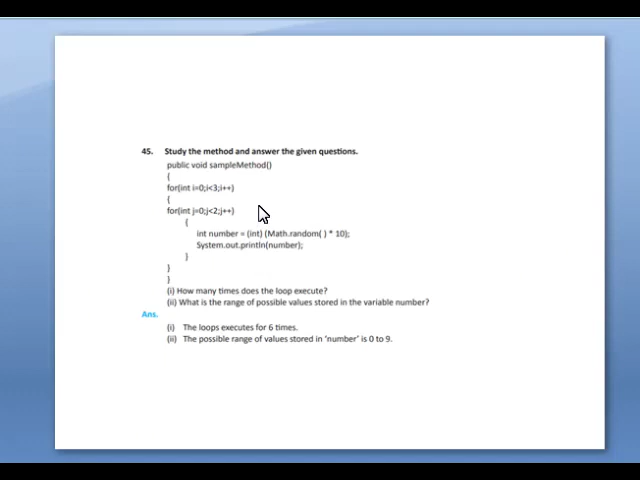 45. Study the method and answer the given questions.
public void sampleMethod()
{
for(int i=0;i<3;i++)
{
for(int j=0;j<2;j++)
{
int number = (int) (Math.random( ) * 10);
System.out.println(number);
}
}
}
(i) How many times does the loop execute?
(ii) What is the range of possible values stored in the variable number?
Ans.
(i) The loops executes for 6 times.
(ii) The possible range of values stored in 'number' is 0 to 9.